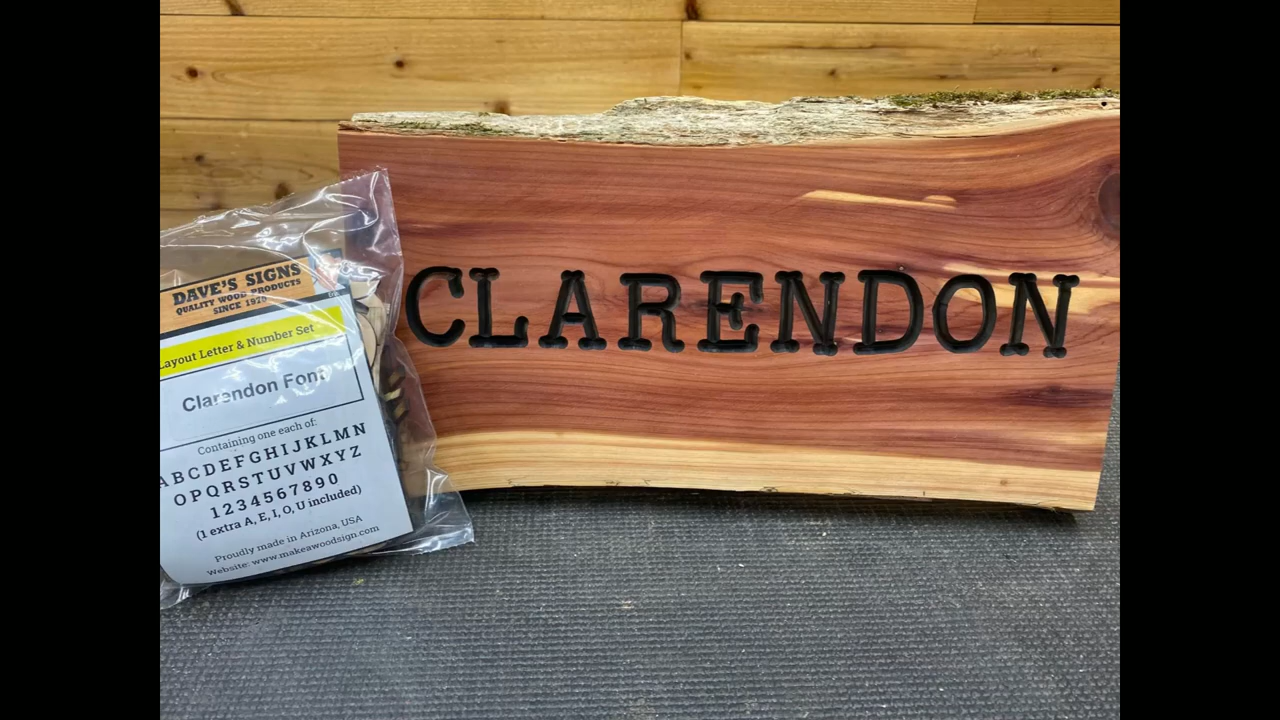 DAVE'S SIGNS
QUALITY WOOD PRODUCTS
SINCE 1975
Layout Letter & Number Set
Clarendon Font
Containing one each of:
ABCDEFGHIJKLMN
OPQRSTUVWXYZ
1234567890
(1 extra A, E, I, O, U included)
Proudly made in Arizona, USA
Website: www.makeawoodsign.com
CLARENDON